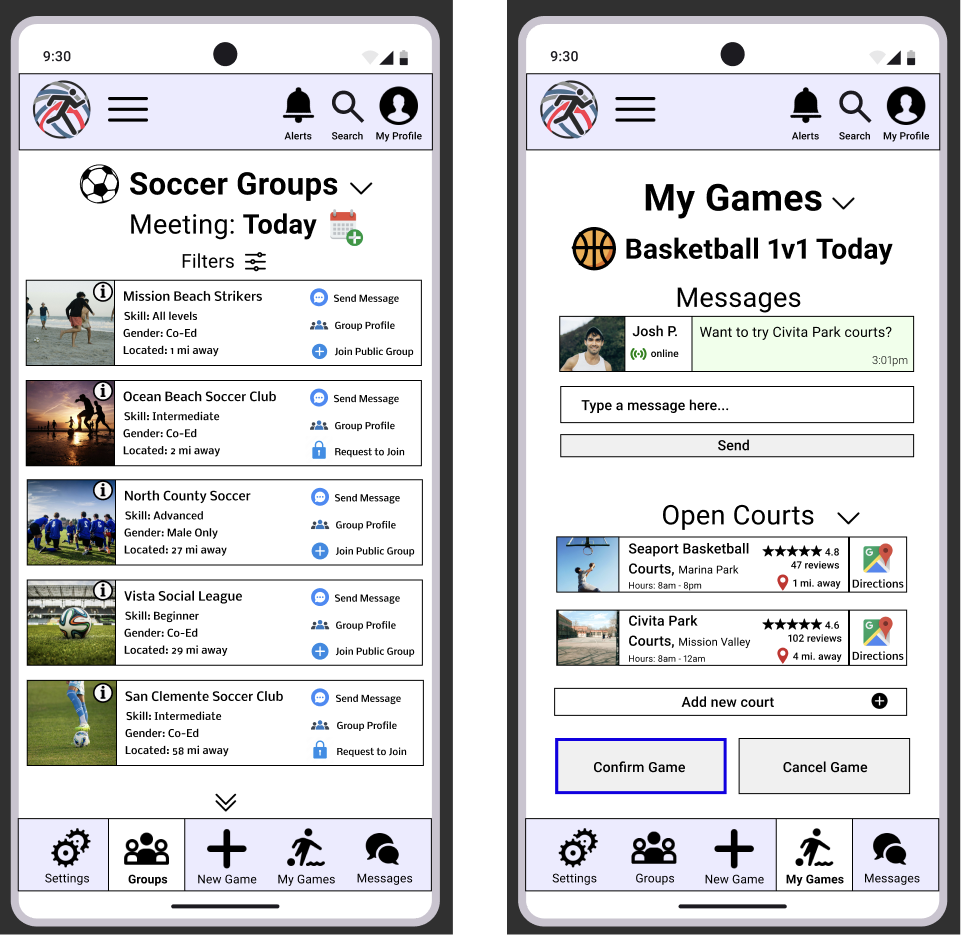 9:30
Alerts
Search
My Profile
Soccer Groups
Meeting: Today
Filters
Mission Beach Strikers
Skill: All levels
Gender: Co-Ed
Located: 1 mi away
Send Message
Group Profile
Join Public Group
Ocean Beach Soccer Club
Skill: Intermediate
Gender: Co-Ed
Located: 2 mi away
Send Message
Group Profile
Request to Join
North County Soccer
Skill: Advanced
Gender: Male Only
Located: 27 mi away
Send Message
Group Profile
Join Public Group
Vista Social League
Skill: Beginner
Gender: Co-Ed
Located: 29 mi away
Send Message
Group Profile
Join Public Group
San Clemente Soccer Club
Skill: Intermediate
Gender: Co-Ed
Located: 58 mi away
Send Message
Group Profile
Request to Join
Settings
Groups
New Game
My Games
Messages
9:30
Alerts
Search
My Profile
My Games
Basketball 1v1 Today
Messages
Josh P.
online
Want to try Civita Park courts?
3:01pm
Type a message here...
Send
Open Courts
Seaport Basketball
Courts, Marina Park
Hours: 8am - 8pm
4.8
47 reviews
1 mi. away
G
Directions
Civita Park
Courts, Mission Valley
Hours: 8am - 12am
4.6
102 reviews
4 mi. away
G
Directions
Add new court
Confirm Game
Cancel Game
Settings
Groups
New Game
My Games
Messages